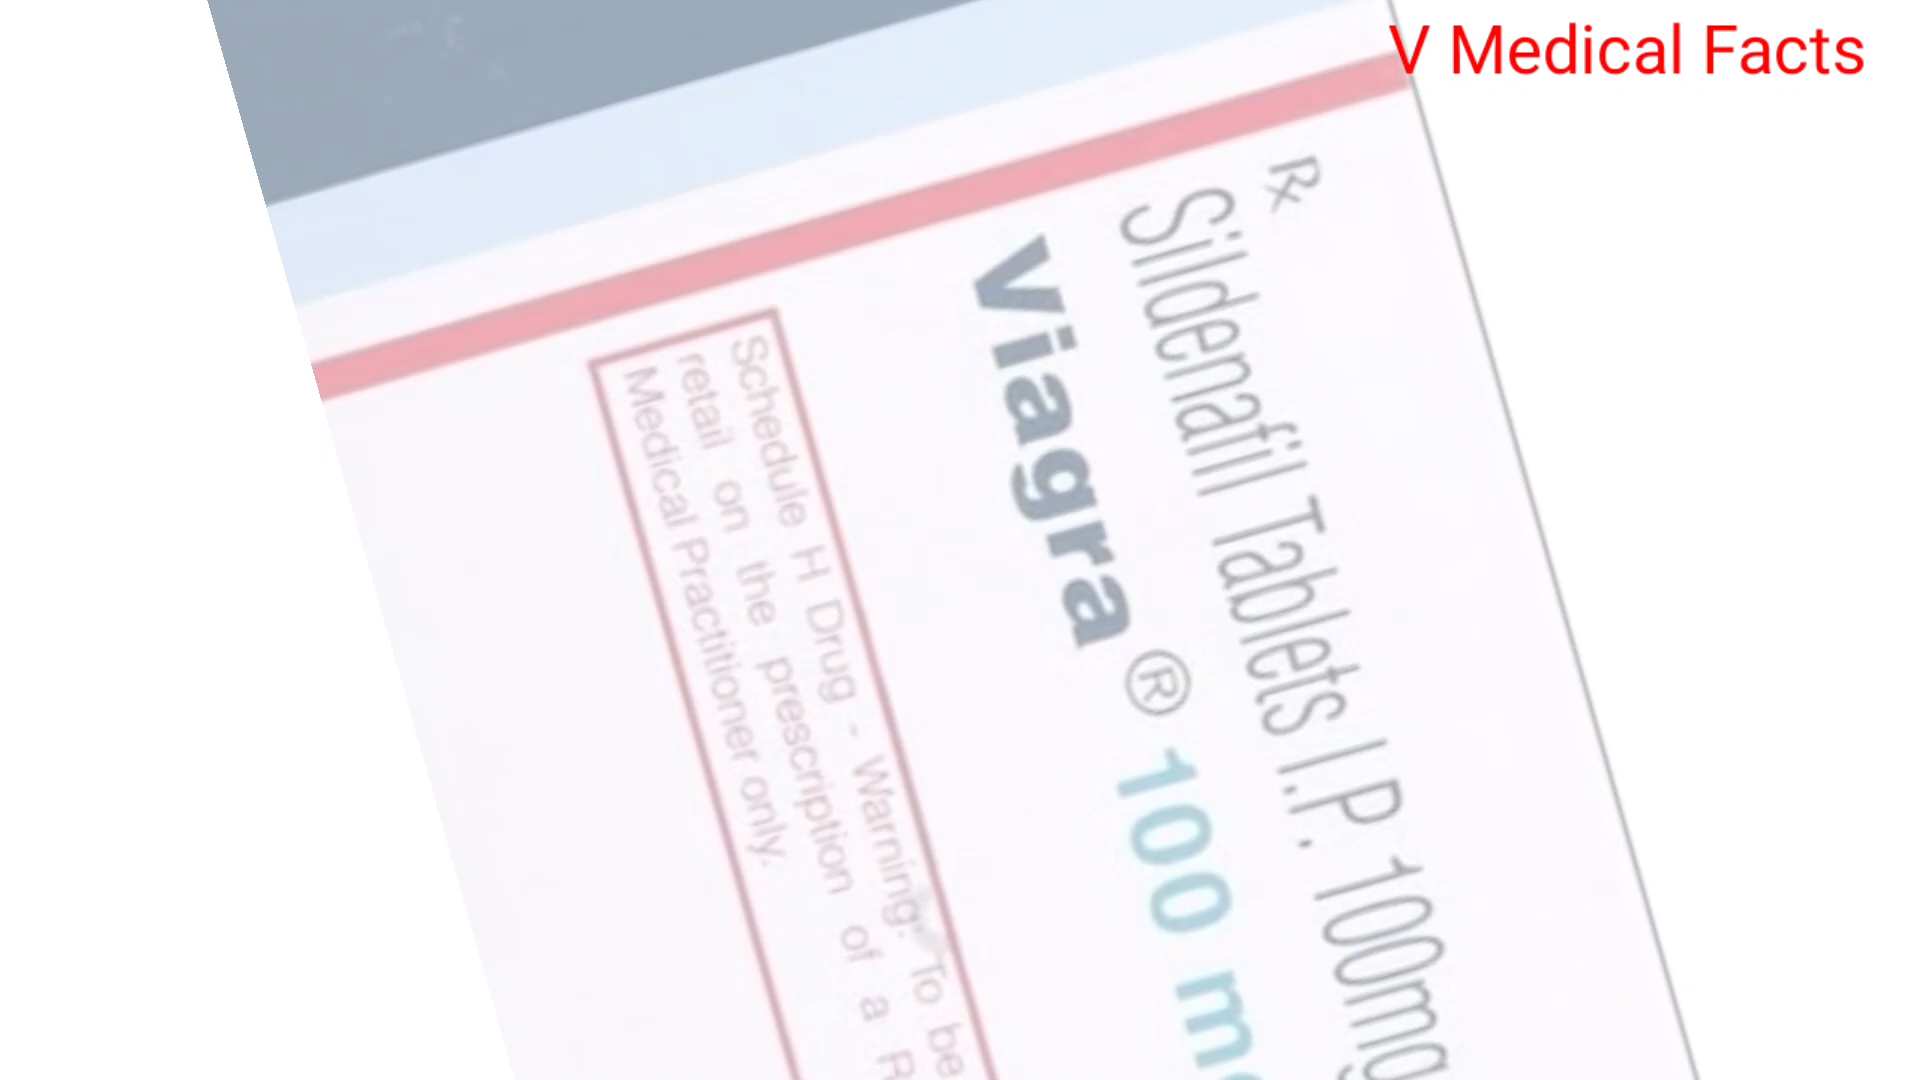 V Medical Facts
Rx
Sildenafil Tablets I.P. 100mg
Viagra® 100
Schedule H Drug - Warning: To be
retail on the prescription of a
Medical Practitioner only.